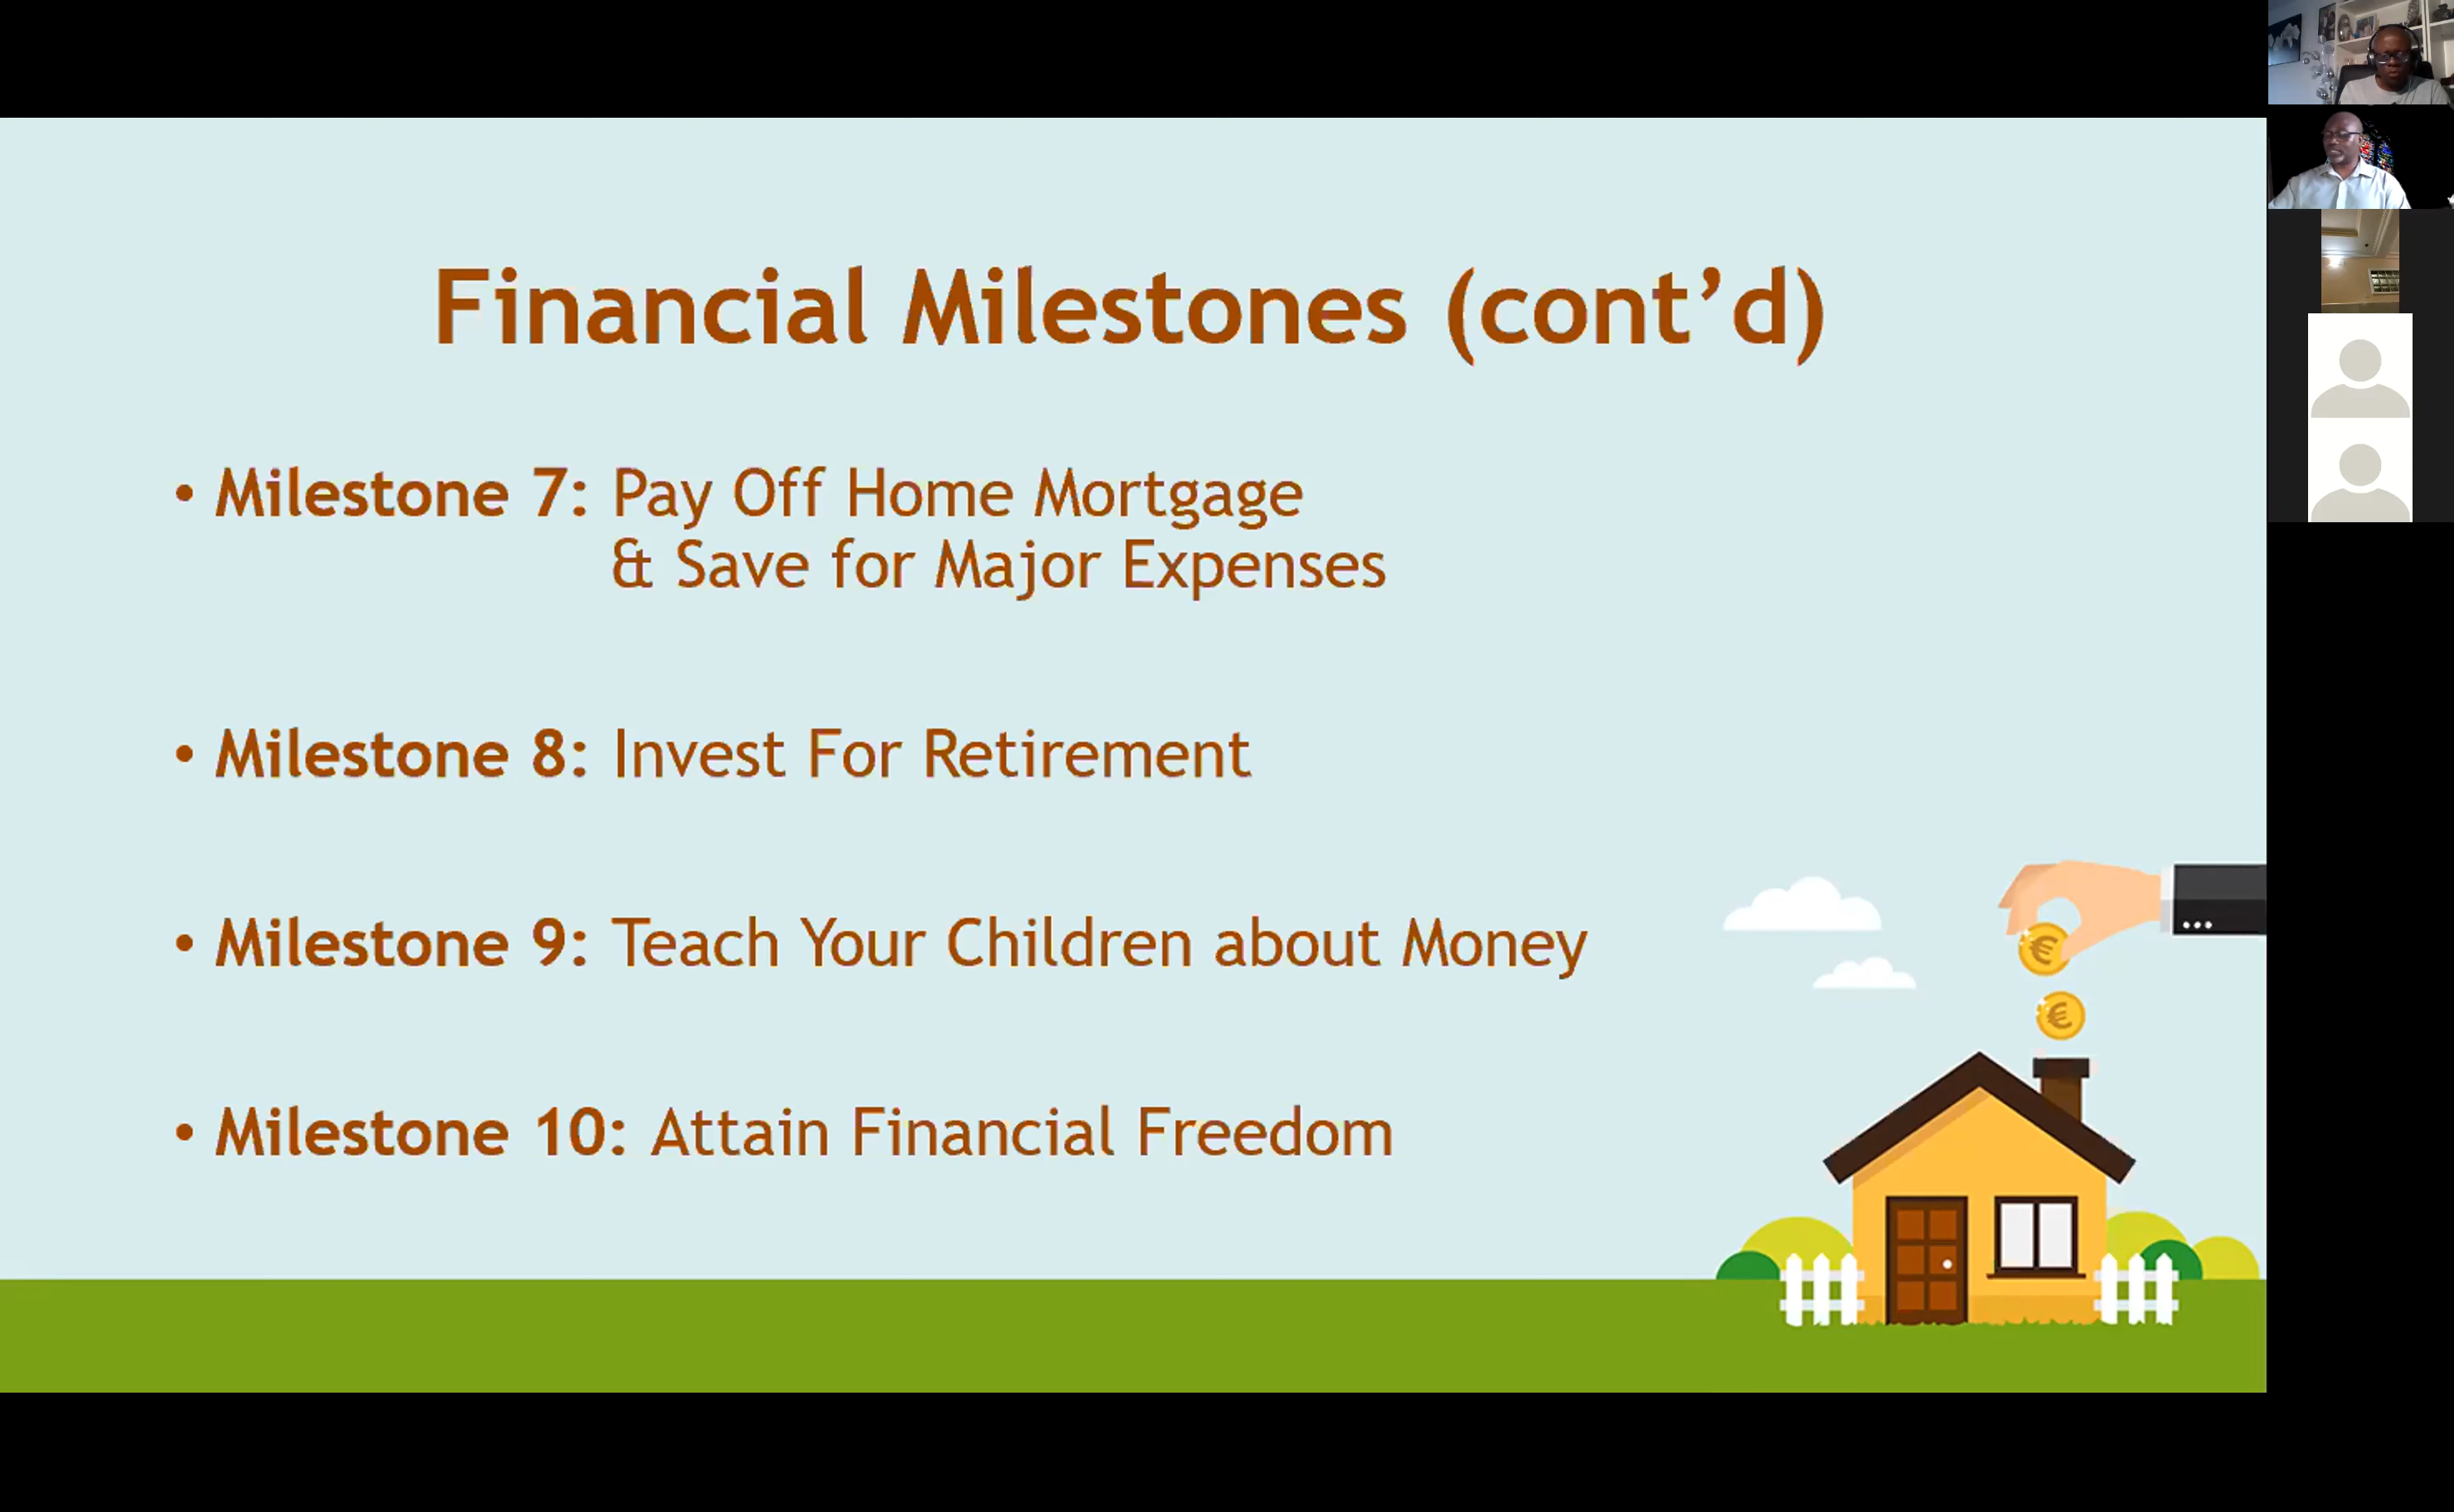 Financial Milestones (cont’d)
• Milestone 7: Pay Off Home Mortgage
& Save for Major Expenses
• Milestone 8: Invest For Retirement
• Milestone 9: Teach Your Children about Money
• Milestone 10: Attain Financial Freedom
€
€